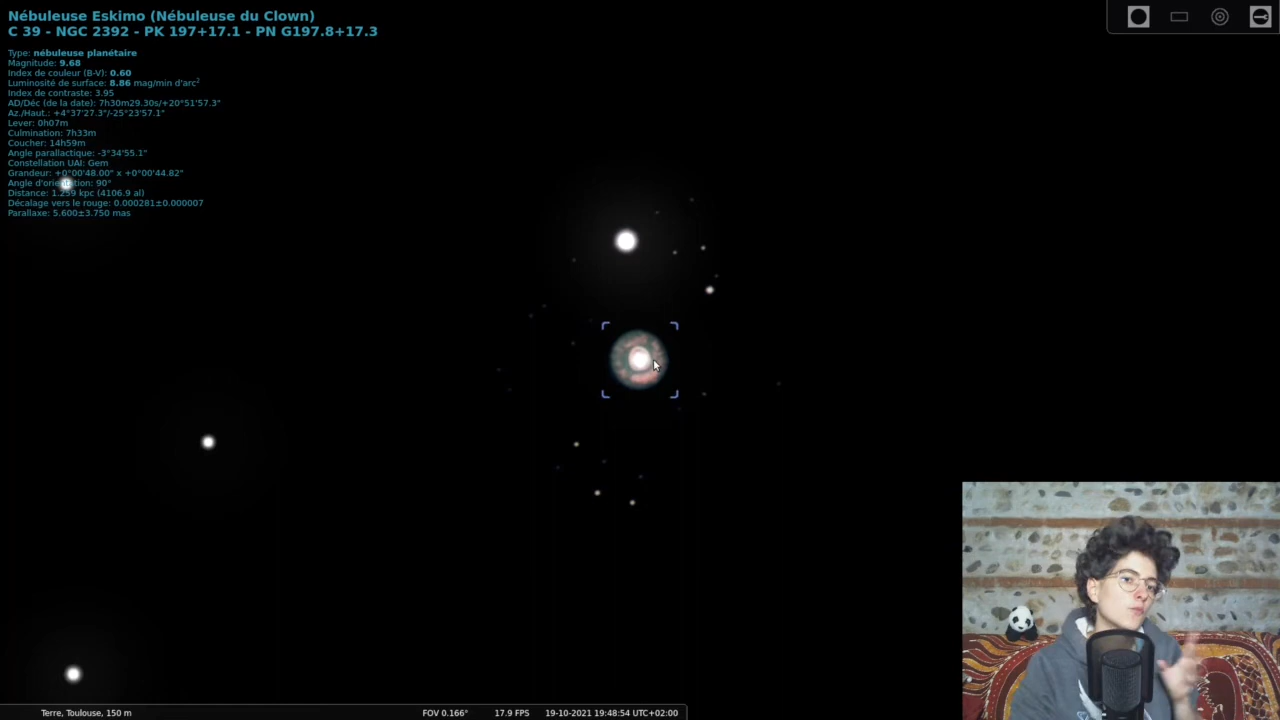 Nébuleuse Eskimo (Nébuleuse du Clown)
C 39 - NGC 2392 - PK 197+17.1 - PN G197.8+17.3
Type: nébuleuse planétaire
Magnitude: 9.68
Index de couleur (B-V): 0.60
Luminosité de surface: 8.86 mag/min d'arc²
Index de contraste: 3.95
AD/Déc (de la date): 7h30m29.30s/+20°51'57.3"
Az./Haut.: +4°37'27.3"/-25°23'57.1"
Lever: 0h07m
Culmination: 7h33m
Coucher: 14h59m
Angle parallactique: -3°34'55.1"
Constellation UAI: Gem
Grandeur: +0°00'48.00" x +0°00'44.82"
Angle d'orientation: 90°
Distance: 1.259 kpc (4106.9 al)
Décalage vers le rouge: 0.000281±0.000007
Parallaxe: 5.600±3.750 mas
Terre, Toulouse, 150 m FOV 0.166° 17.9 FPS 19-10-2021 19:48:54 UTC+02:00